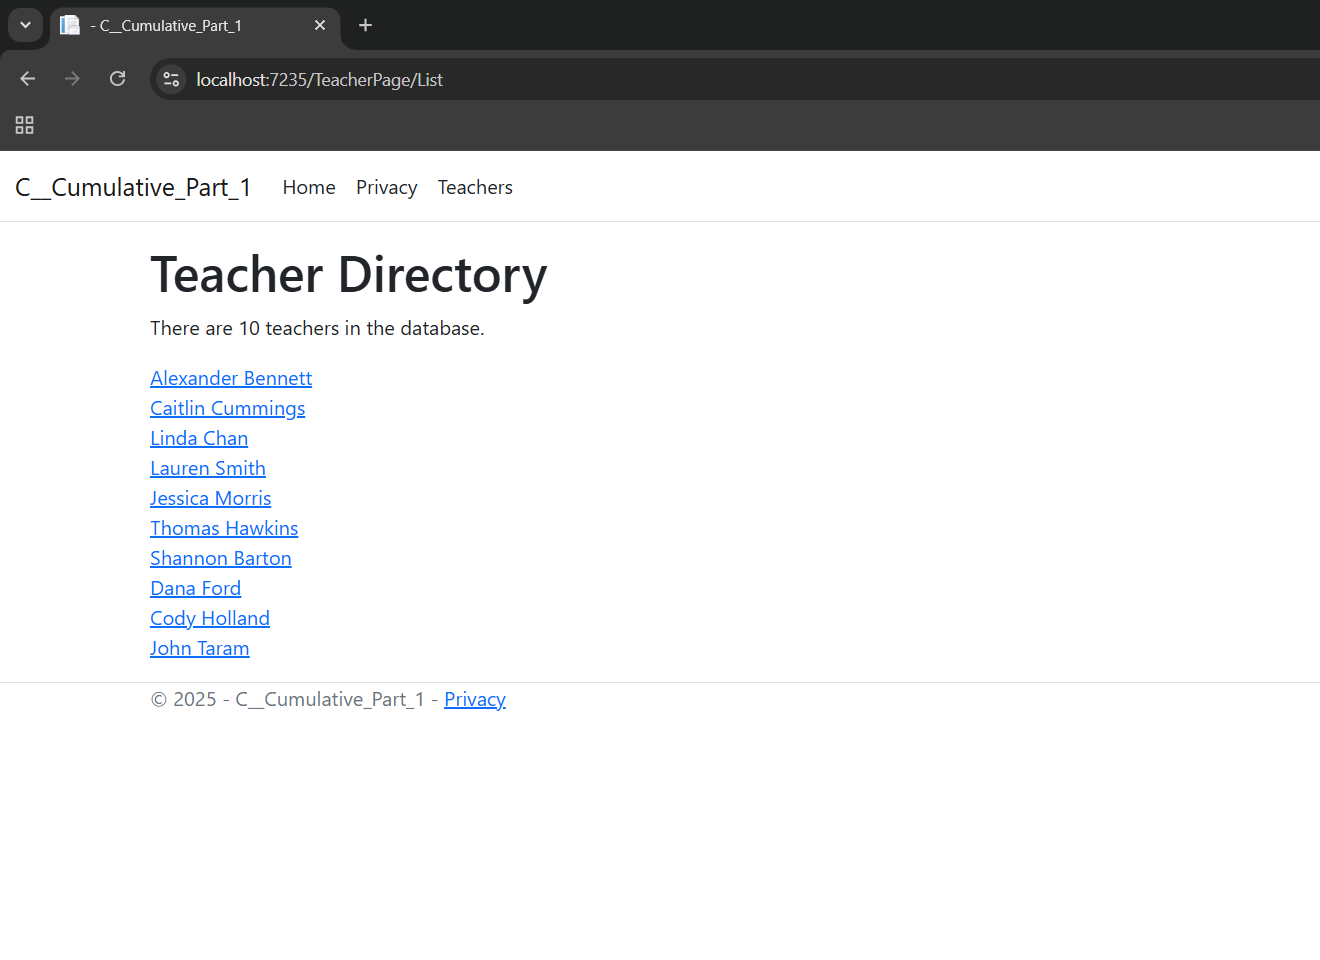 - C__Cumulative_Part_1
localhost:7235/TeacherPage/List
C__Cumulative_Part_1 Home Privacy Teachers
Teacher Directory
There are 10 teachers in the database.
Alexander Bennett
Caitlin Cummings
Linda Chan
Lauren Smith
Jessica Morris
Thomas Hawkins
Shannon Barton
Dana Ford
Cody Holland
John Taram
© 2025 - C__Cumulative_Part_1 - Privacy